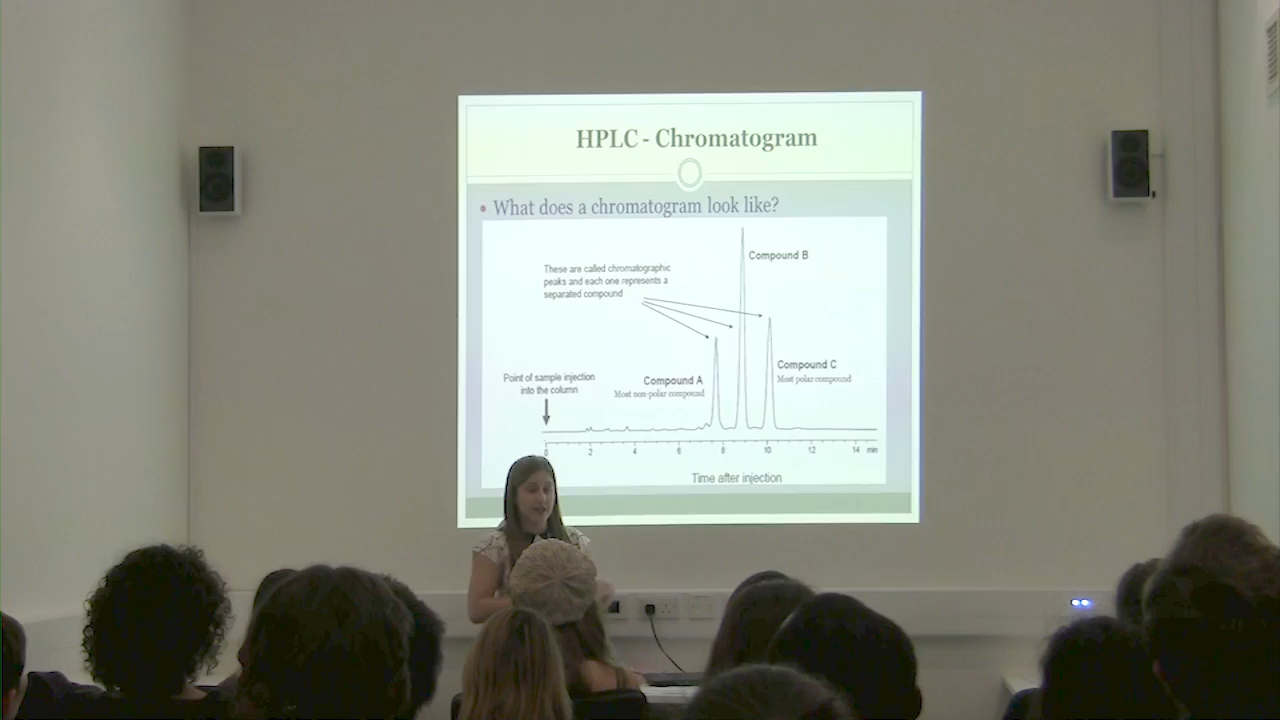 HPLC - Chromatogram
• What does a chromatogram look like?
These are called chromatographic
peaks and each one represents a
separated compound
Compound B
Compound C
Most polar compound
Compound A
Most non-polar compound
Point of sample injection
into the column
0 2 4 6 8 10 12 14 min
Time after injection